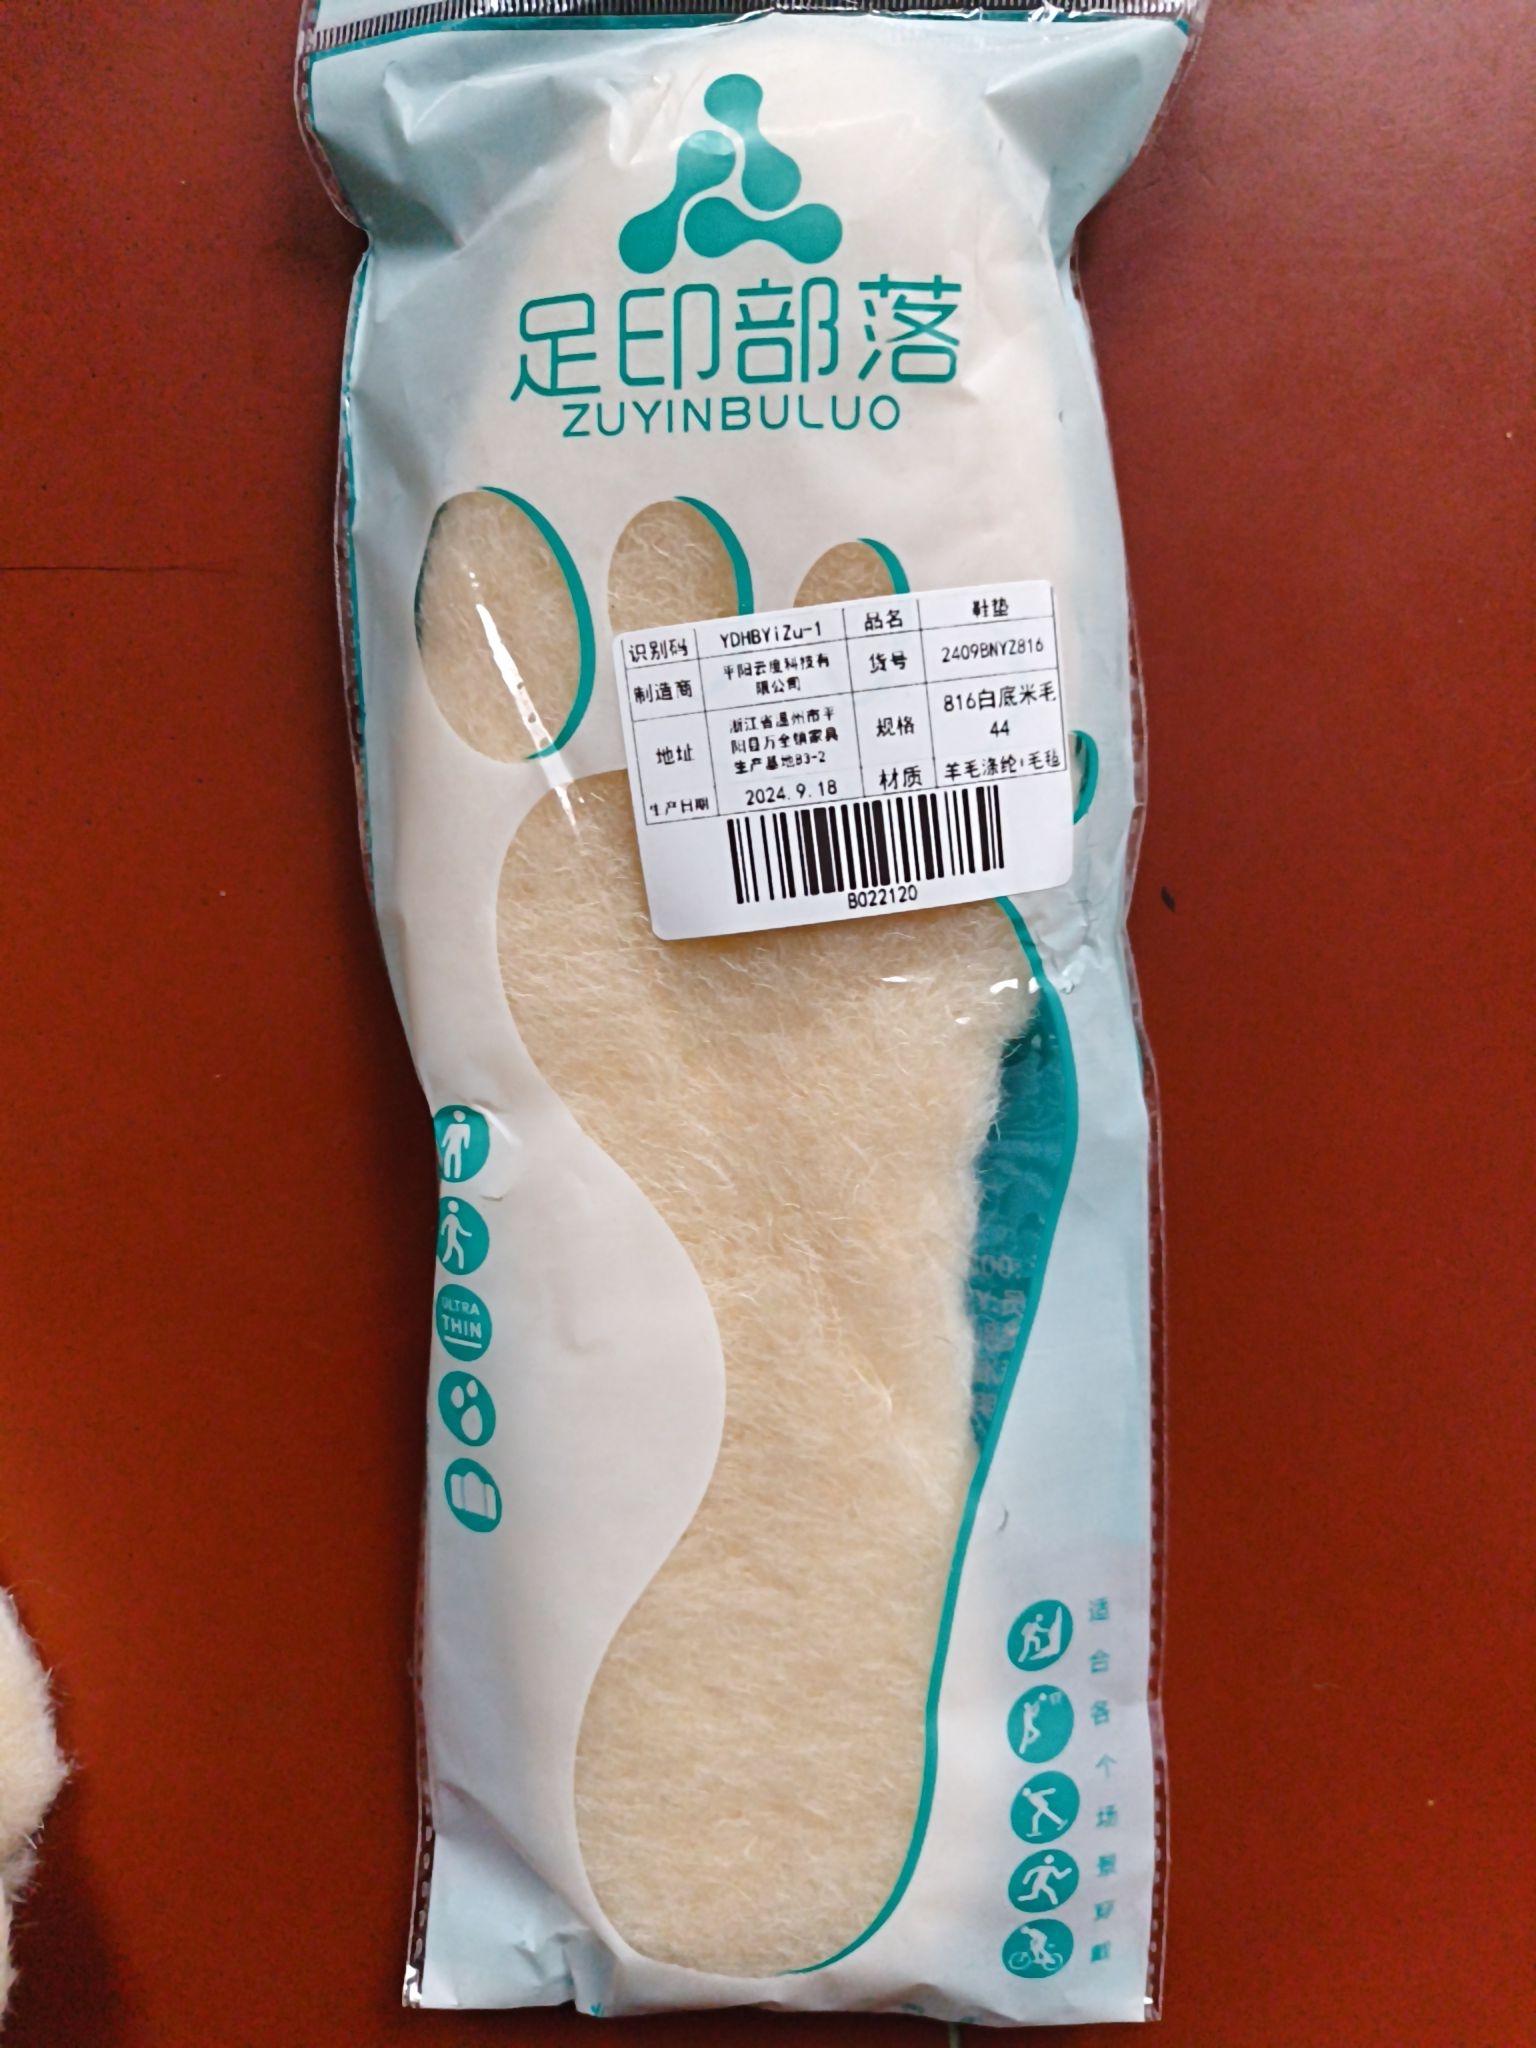 足印部落
ZUYINBULUO
识别码 YDHBYiZu-1 品名 鞋垫
制造商 平阳云度科技有限公司 货号 2409BNYZ816
地址 浙江省温州市平
阳县万全镇家具
生产基地B3-2
规格 816白底米毛
44
生产日期 2024.9.18 材质 羊毛涤纶+毛毡
B022120
ULTRA
THIN
适合各个场景穿戴